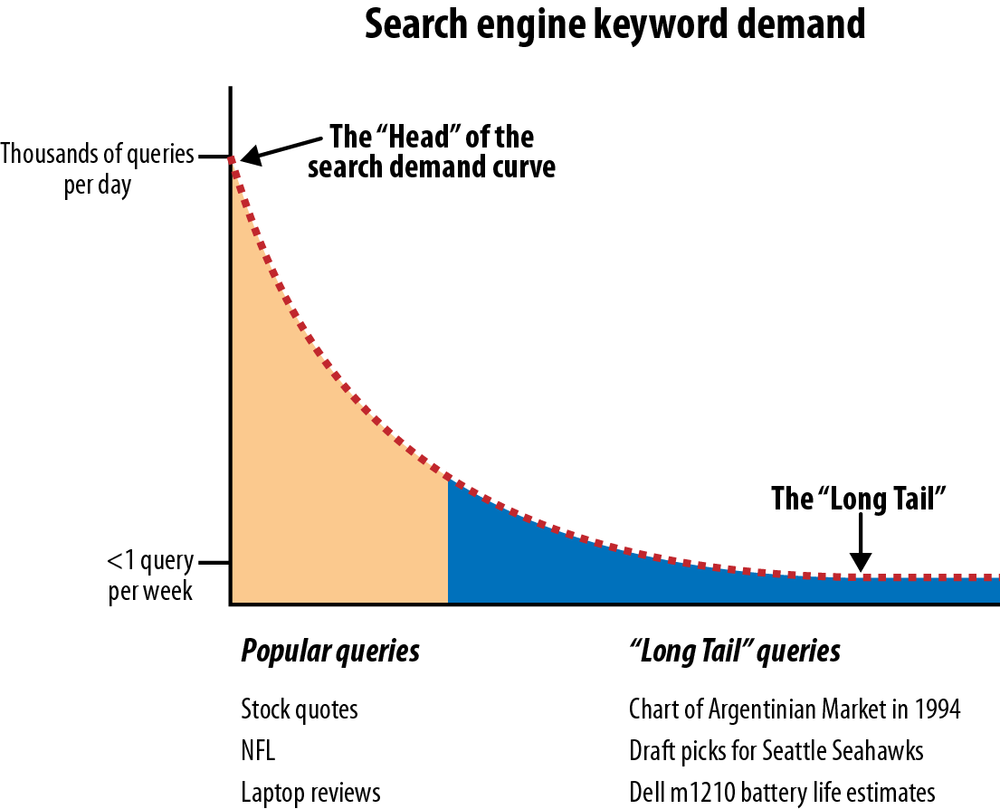 Search engine keyword demand
The “Head” of the
search demand curve
Thousands of queries
per day
The “Long Tail”
<1 query
per week
Popular queries
Stock quotes
NFL
Laptop reviews
“Long Tail” queries
Chart of Argentinian Market in 1994
Draft picks for Seattle Seahawks
Dell m1210 battery life estimates